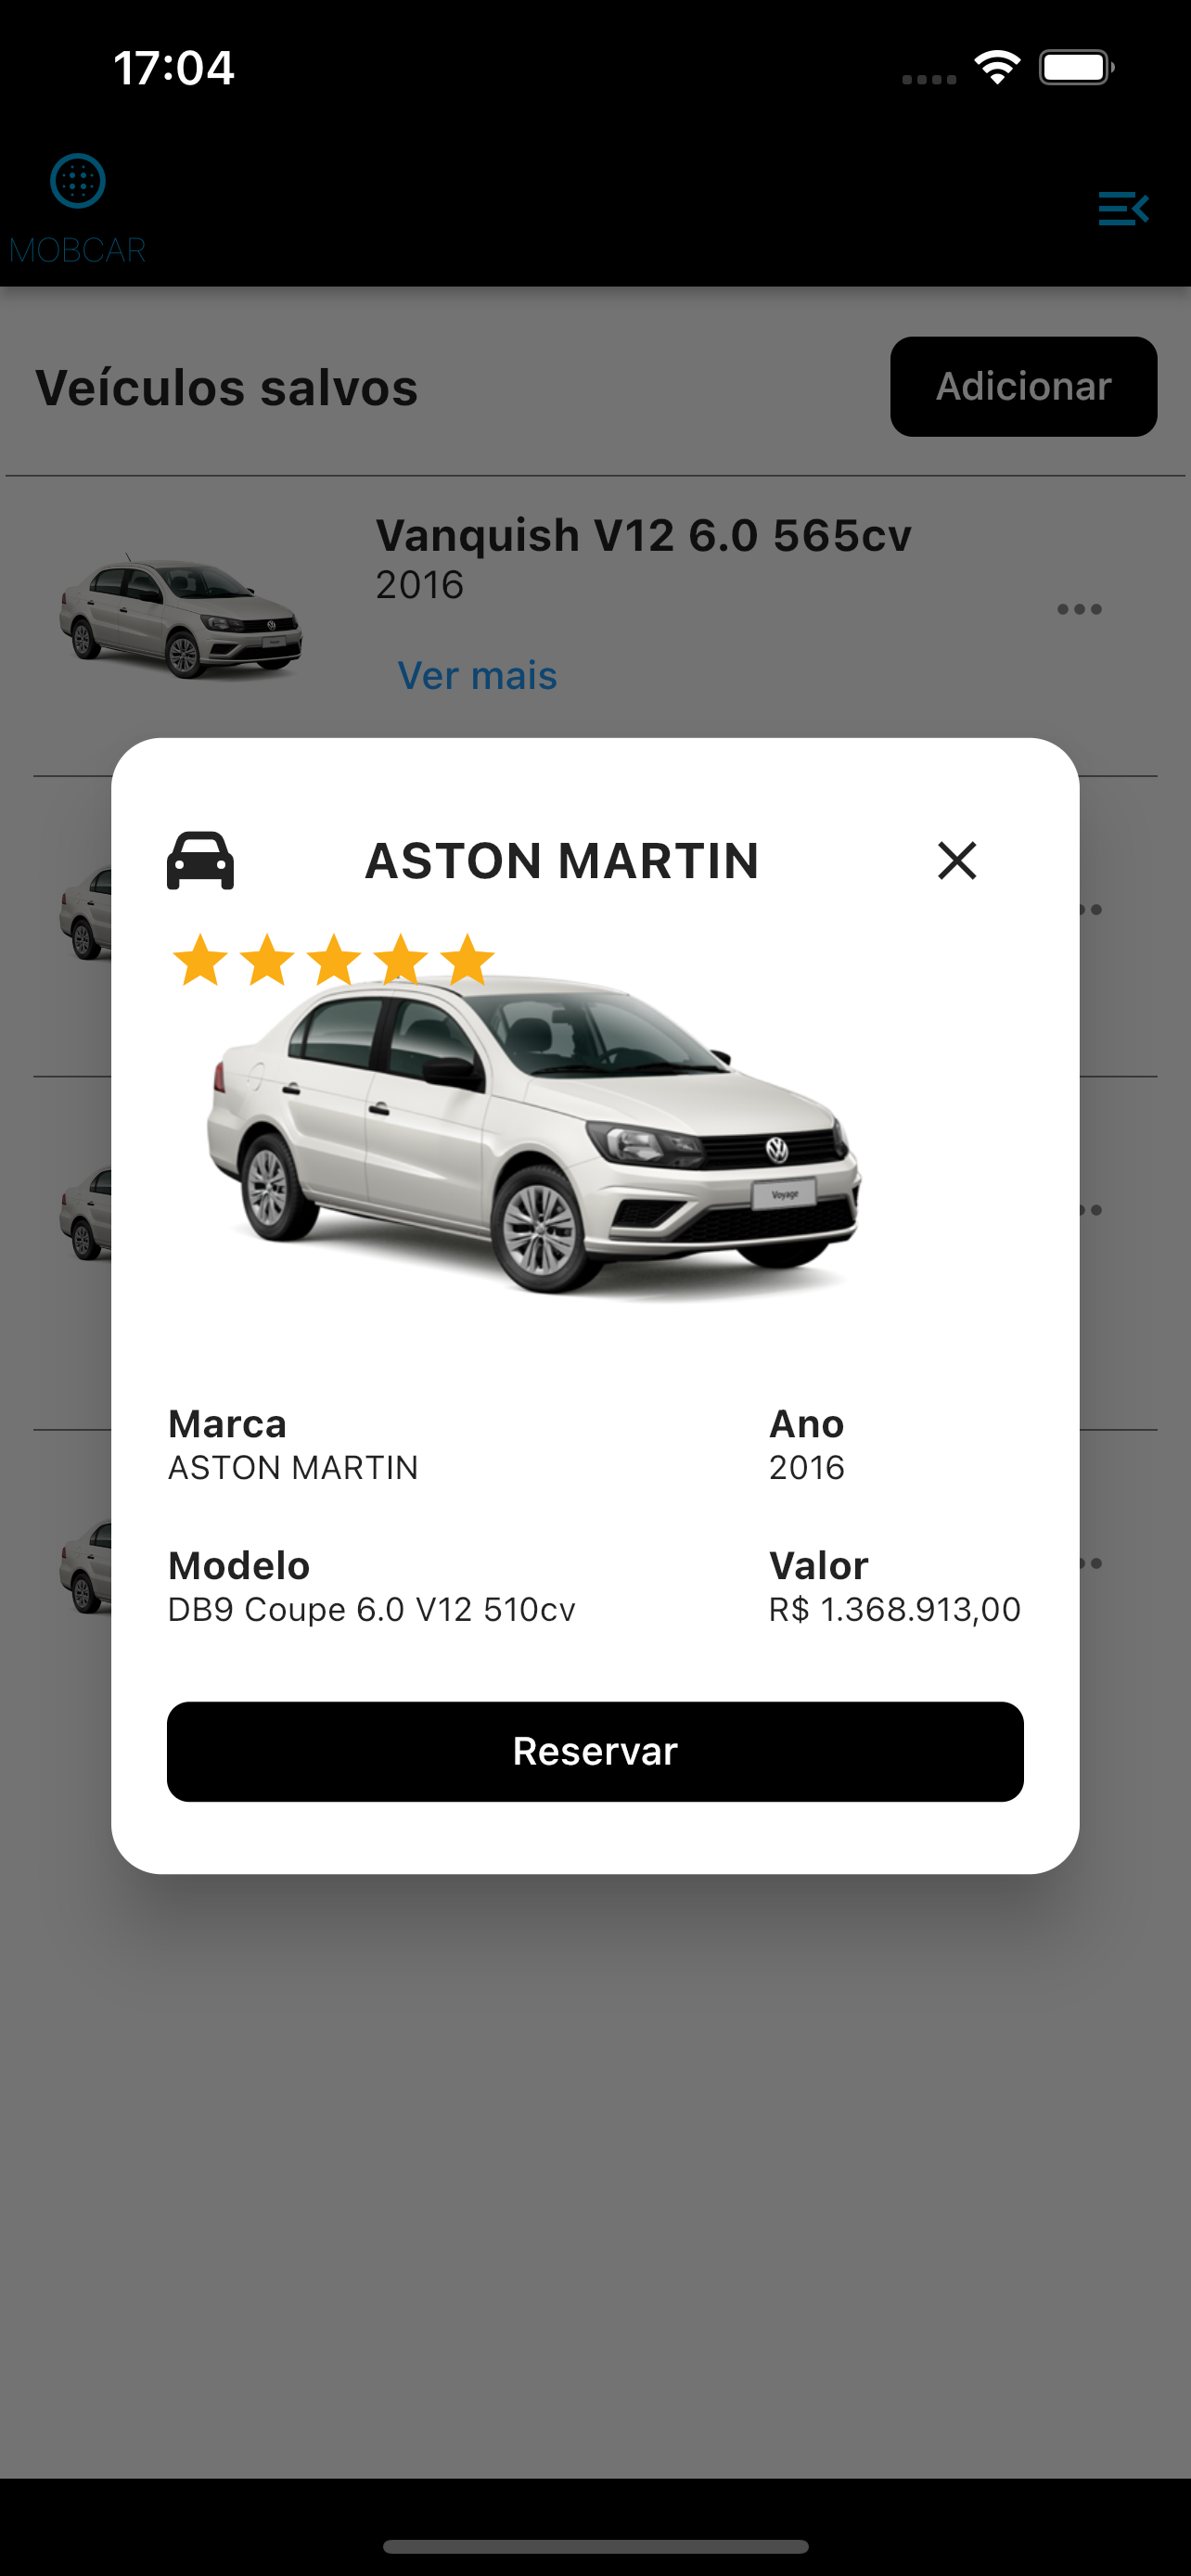 17:04
MOBCAR
Veículos salvos
Adicionar
Vanquish V12 6.0 565cv
2016
Ver mais
ASTON MARTIN
Voyage
Marca
ASTON MARTIN
Ano
2016
Modelo
DB9 Coupe 6.0 V12 510cv
Valor
R$ 1.368.913,00
Reservar